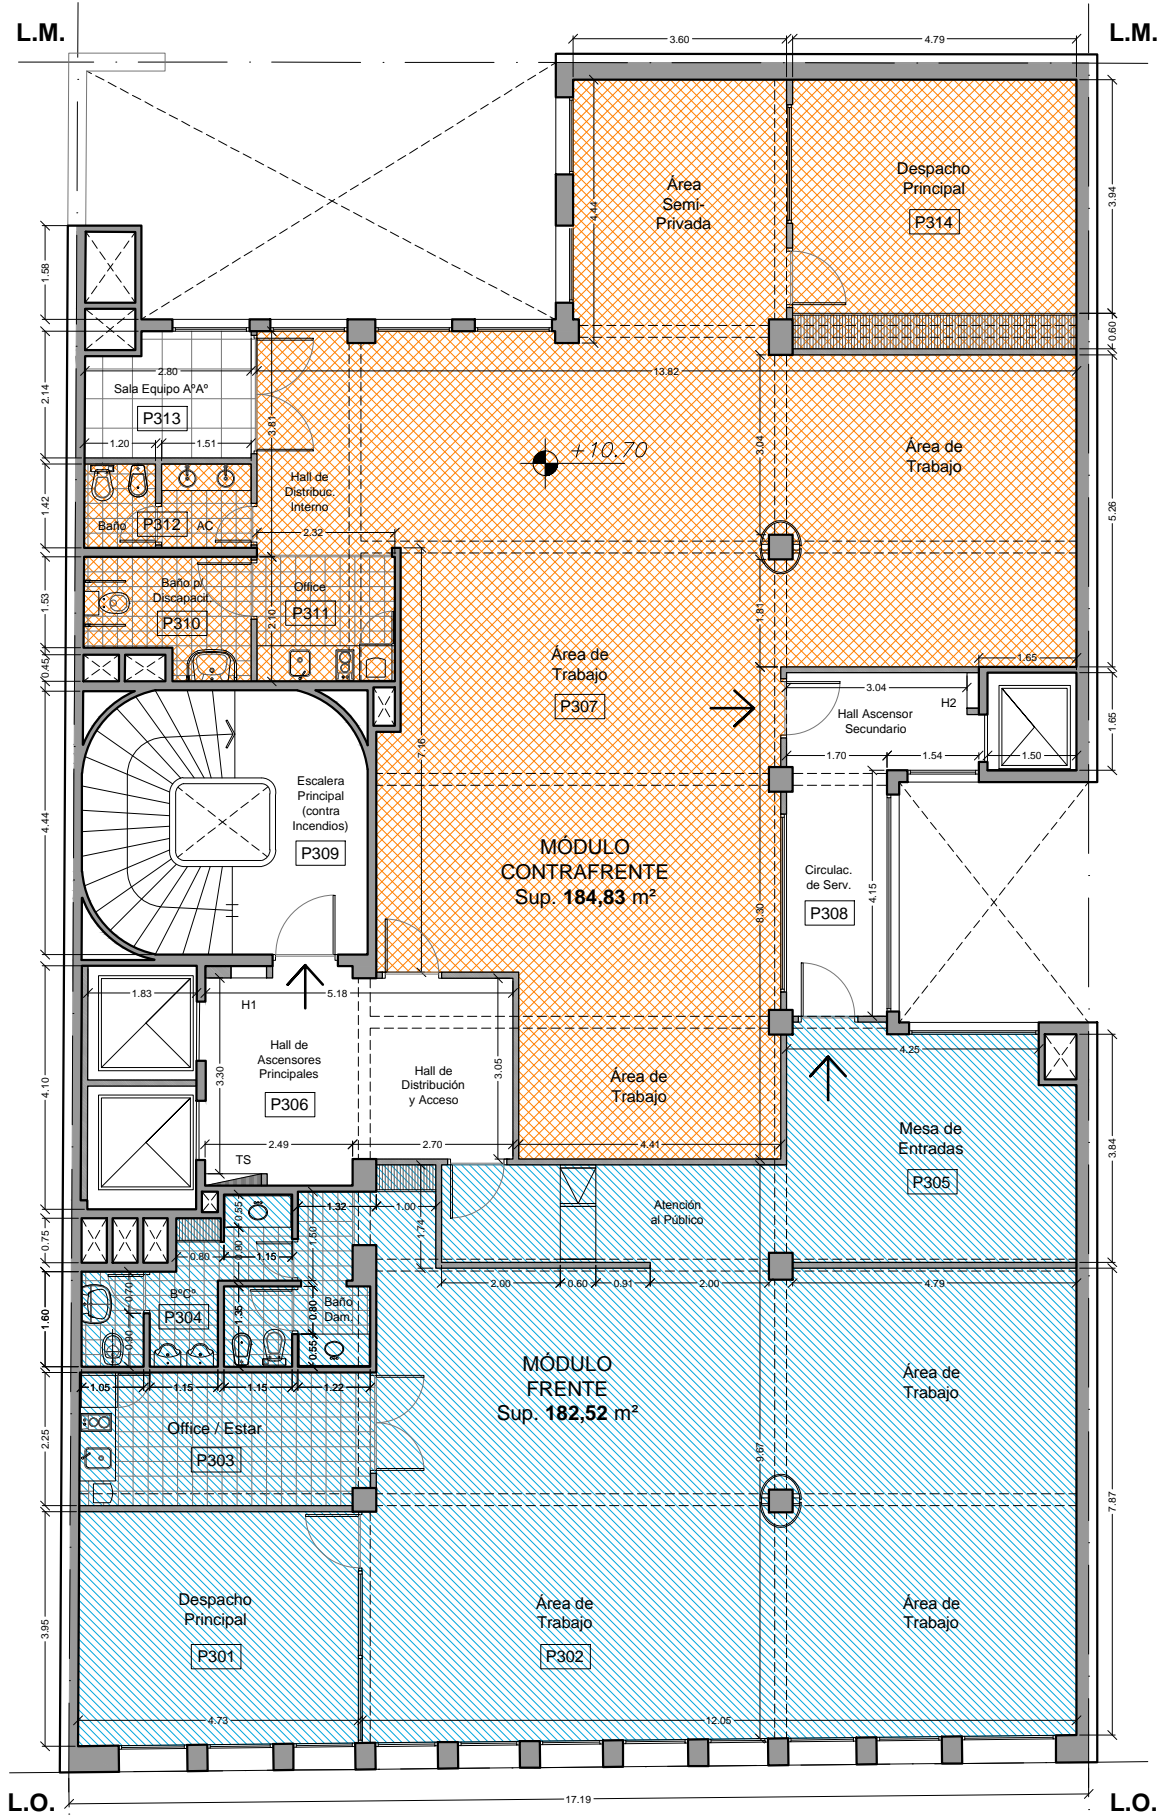 L.M.
L.M.
3.60
4.79
Área
Semi-
Privada
Despacho
Principal
P314
4.44
3.94
1.58
0.60
2.80
13.82
Sala Equipo AºAº
P313
2.14
1.20
1.51
3.81
3.04
+10.70
Área de
Trabajo
Hall de
Distribuc.
Interno
5.26
1.42
Baño
P312
AC
2.32
Baño p/
Discapacit.
P310
Office
P311
1.53
2.10
1.81
0.45
Área de
Trabajo
P307
1.65
3.04
H2
Hall Ascensor
Secundario
1.65
1.70
1.54
1.50
7.16
Escalera
Principal
(contra
Incendios)
P309
4.44
MÓDULO
CONTRAFRENTE
Sup. 184,83 m²
Circulac.
de Serv.
P308
4.15
8.30
1.83
5.18
H1
Hall de
Ascensores
Principales
P306
3.30
Hall de
Distribución
y Acceso
3.05
4.25
4.10
Área de
Trabajo
Mesa de
Entradas
P305
3.84
2.49
2.70
4.41
TS
0.55
1.32
1.00
Atención
al Público
1.74
1.50
0.75
0.80
0.90
1.15
2.00
0.60
0.91
2.00
4.79
BºCº
P304
0.70
0.90
1.60
1.35
0.80
0.55
Baño
Dam.
MÓDULO
FRENTE
Sup. 182,52 m²
Área de
Trabajo
1.05
1.15
1.15
1.22
Office / Estar
P303
2.25
9.67
7.87
Despacho
Principal
P301
3.95
Área de
Trabajo
P302
Área de
Trabajo
4.73
12.05
L.O.
17.19
L.O.